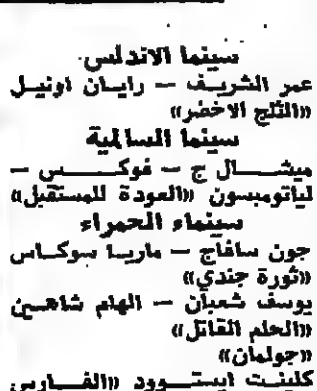 سينما الاندلس
عمر الشريف — رايان اونيل
«الثلج الاخضر»
سينما السالمية
ميشال ج — فوكس —
لياتومبسون «العودة للمستقبل»
سينماء الحمراء
جون سافاج — ماريا سوكاس
«ثورة جندي»
يوسف شعبان — الهام شاهين
«الحلم القاتل»
«جولمان»
كلينت ايستوود «الفارس